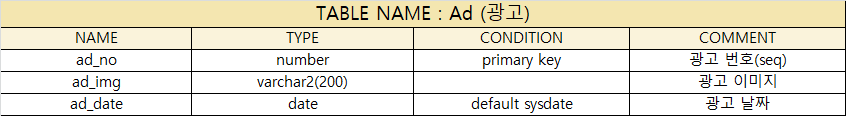 TABLE NAME : Ad (광고)
NAME TYPE CONDITION COMMENT
ad_no number primary key 광고 번호(seq)
ad_img varchar2(200) 광고 이미지
ad_date date default sysdate 광고 날짜